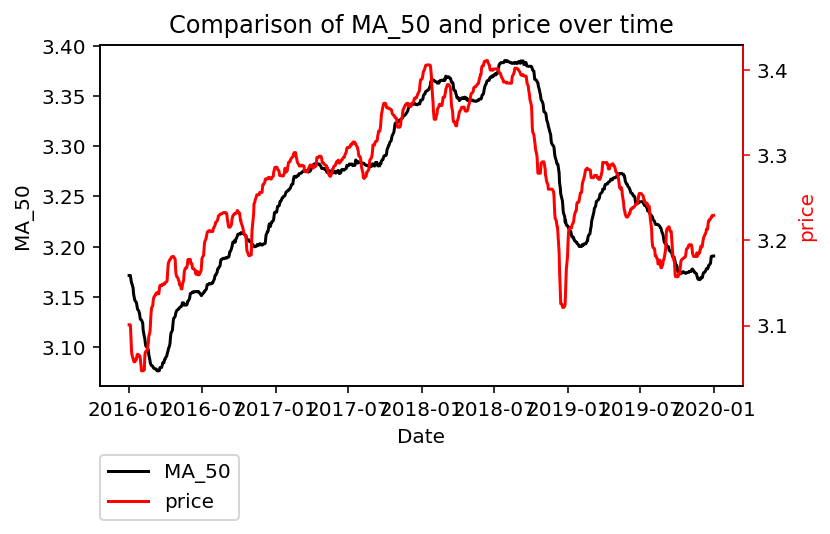 Comparison of MA_50 and price over time
3.40
3.35
3.30
3.25
3.20
3.15
3.10
MA_50
3.4
3.3
3.2
3.1
price
2016-01 2016-07 2017-01 2017-07 2018-01 2018-07 2019-01 2019-07 2020-01
Date
MA_50
price